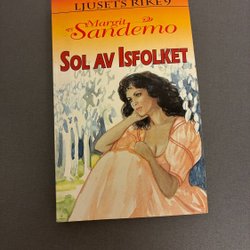 LJUSETS RIKE 9
Margit
Sandemo
SOL AV ISFOLKET